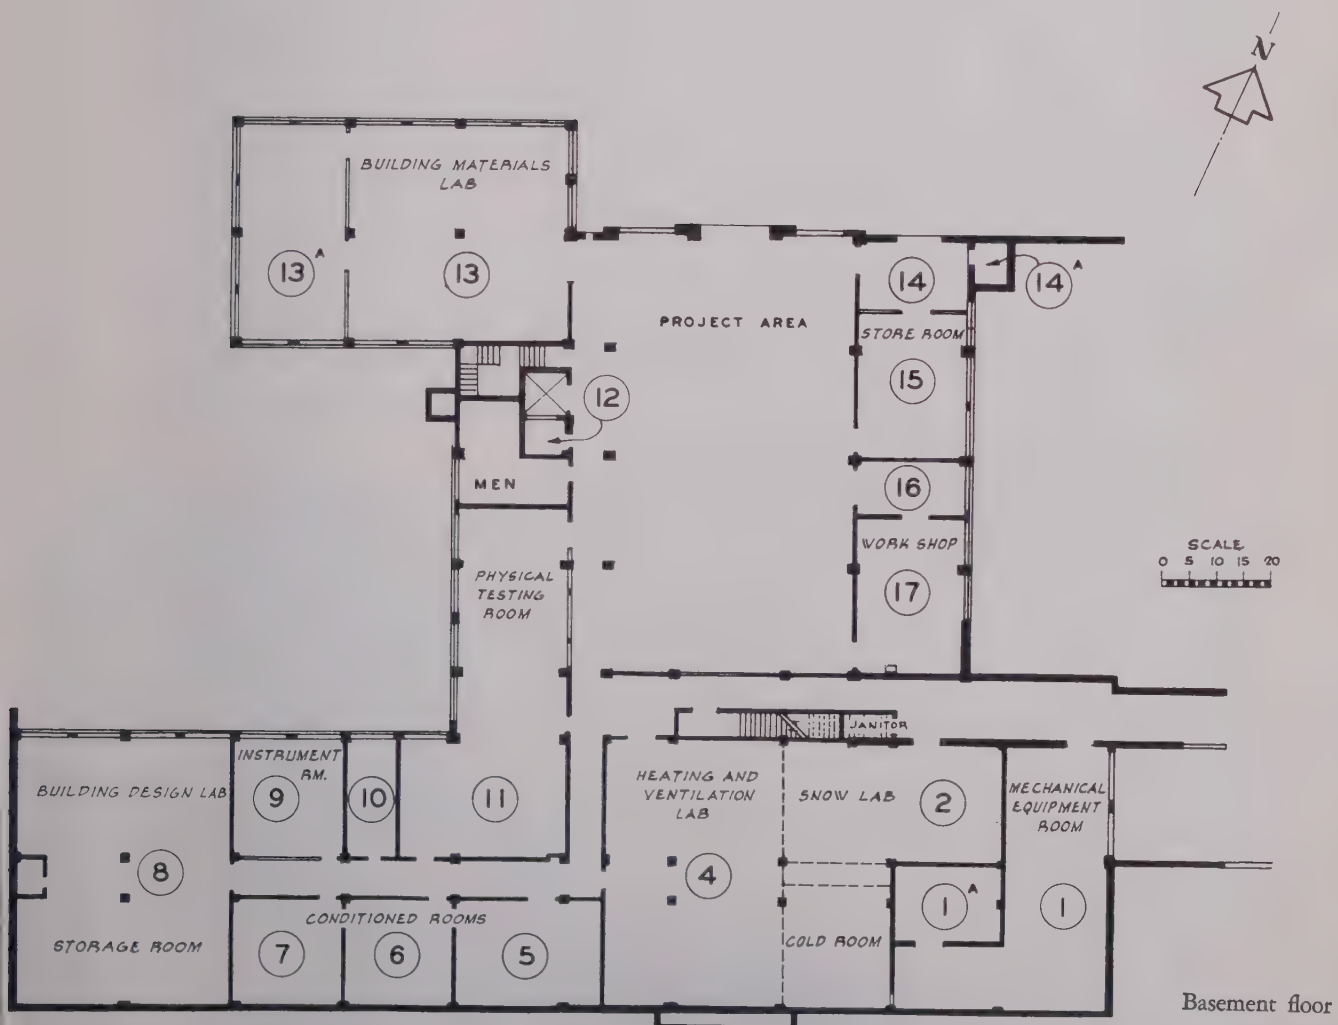 N
BUILDING MATERIALS
LAB
13 A
13
14
14 A
PROJECT AREA
STORE ROOM
15
12
16
MEN
WORK SHOP
17
SCALE
0 5 10 15 20
PHYSICAL
TESTING
ROOM
JANITOR
INSTRUMENT
RM.
9
10
11
BUILDING DESIGN LAB
8
STORAGE ROOM
HEATING AND
VENTILATION
LAB
4
SNOW LAB
2
MECHANICAL
EQUIPMENT
ROOM
1 A
1
CONDITIONED ROOMS
7
6
5
COLD ROOM
Basement floor